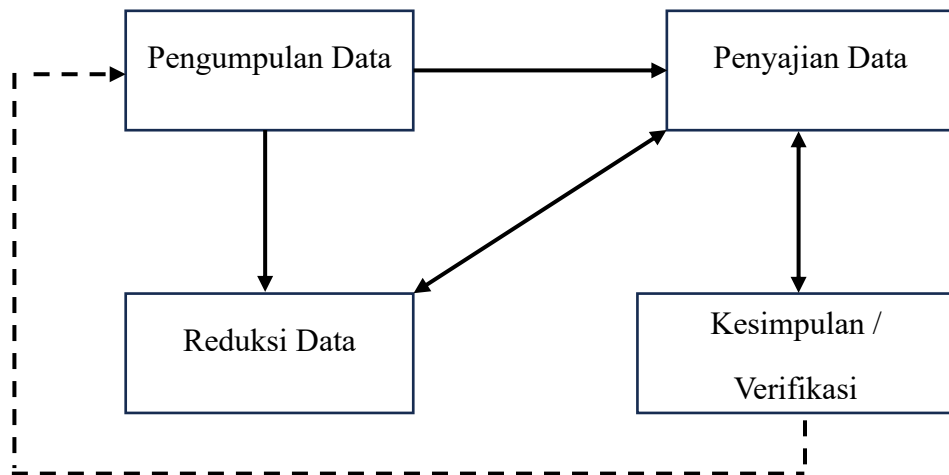 Pengumpulan Data
Penyajian Data
Reduksi Data
Kesimpulan /
Verifikasi